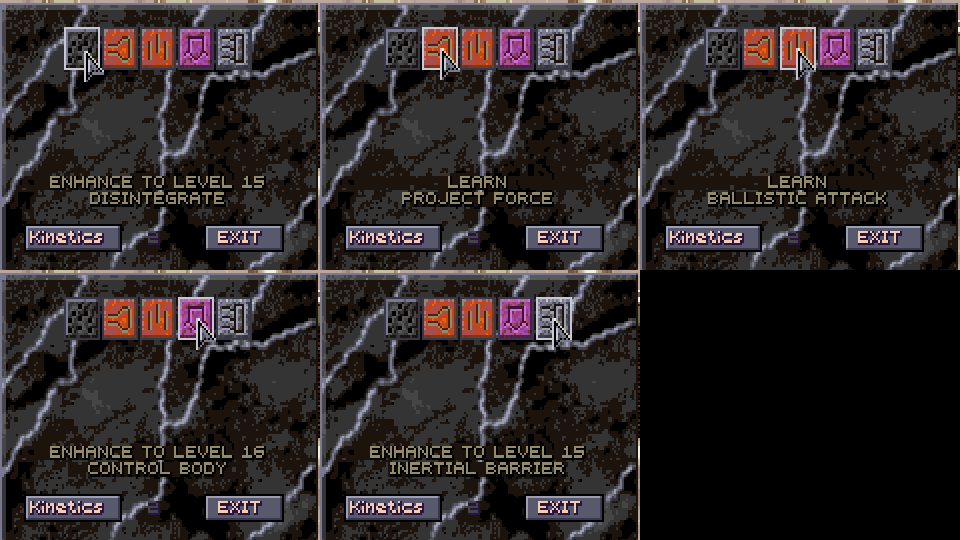 ENHANCE TO LEVEL 15
DISINTEGRATE
Kinetics
EXIT
LEARN
PROJECT FORCE
Kinetics
EXIT
LEARN
BALLISTIC ATTACK
Kinetics
EXIT
ENHANCE TO LEVEL 16
CONTROL BODY
Kinetics
EXIT
ENHANCE TO LEVEL 15
INERTIAL BARRIER
Kinetics
EXIT